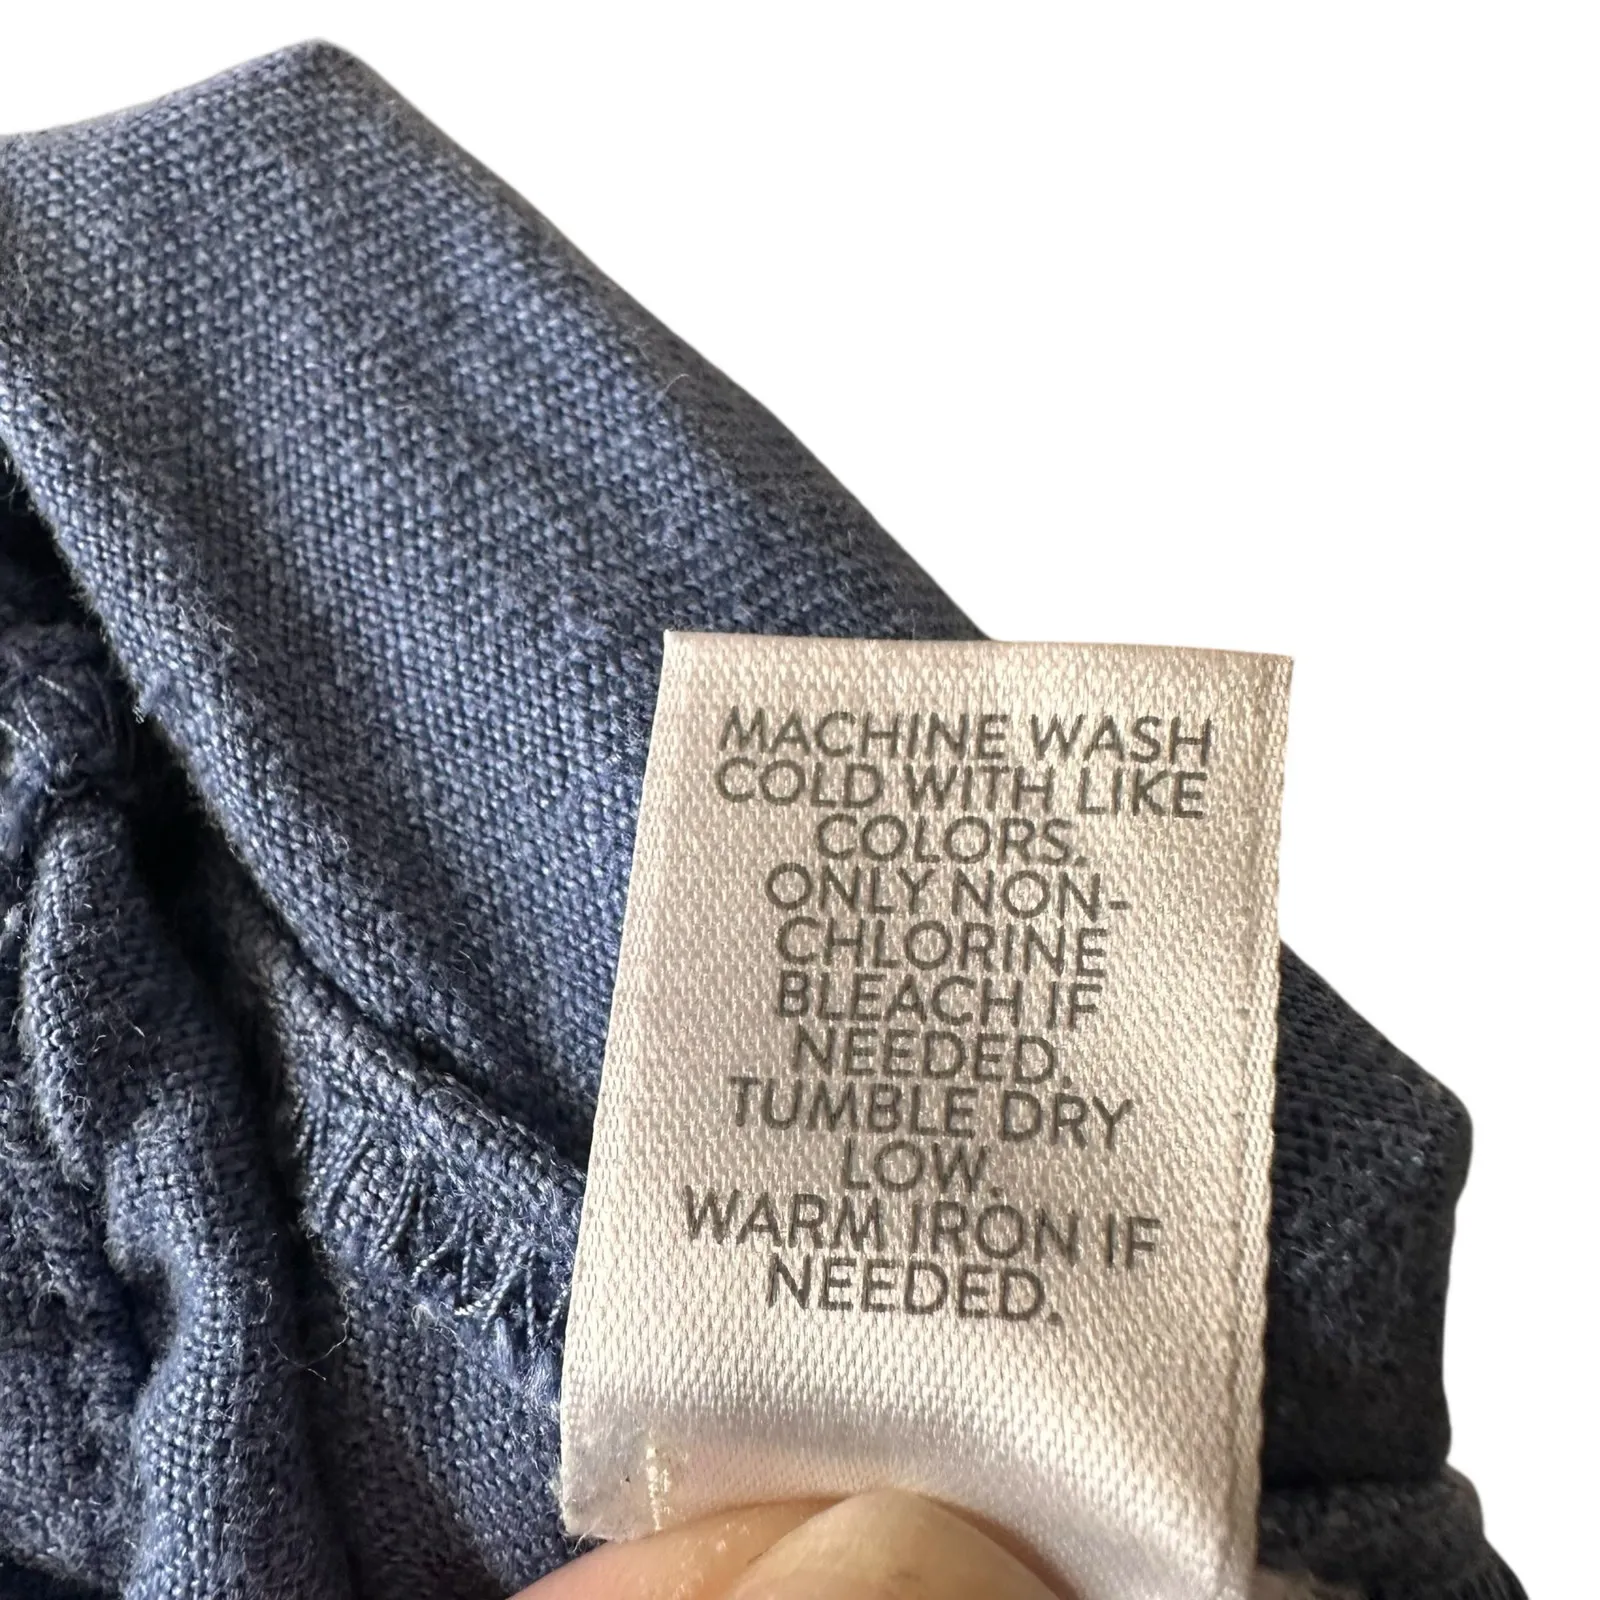 MACHINE WASH
COLD WITH LIKE
COLORS.
ONLY NON-
CHLORINE
BLEACH IF
NEEDED.
TUMBLE DRY
LOW.
WARM IRON IF
NEEDED.